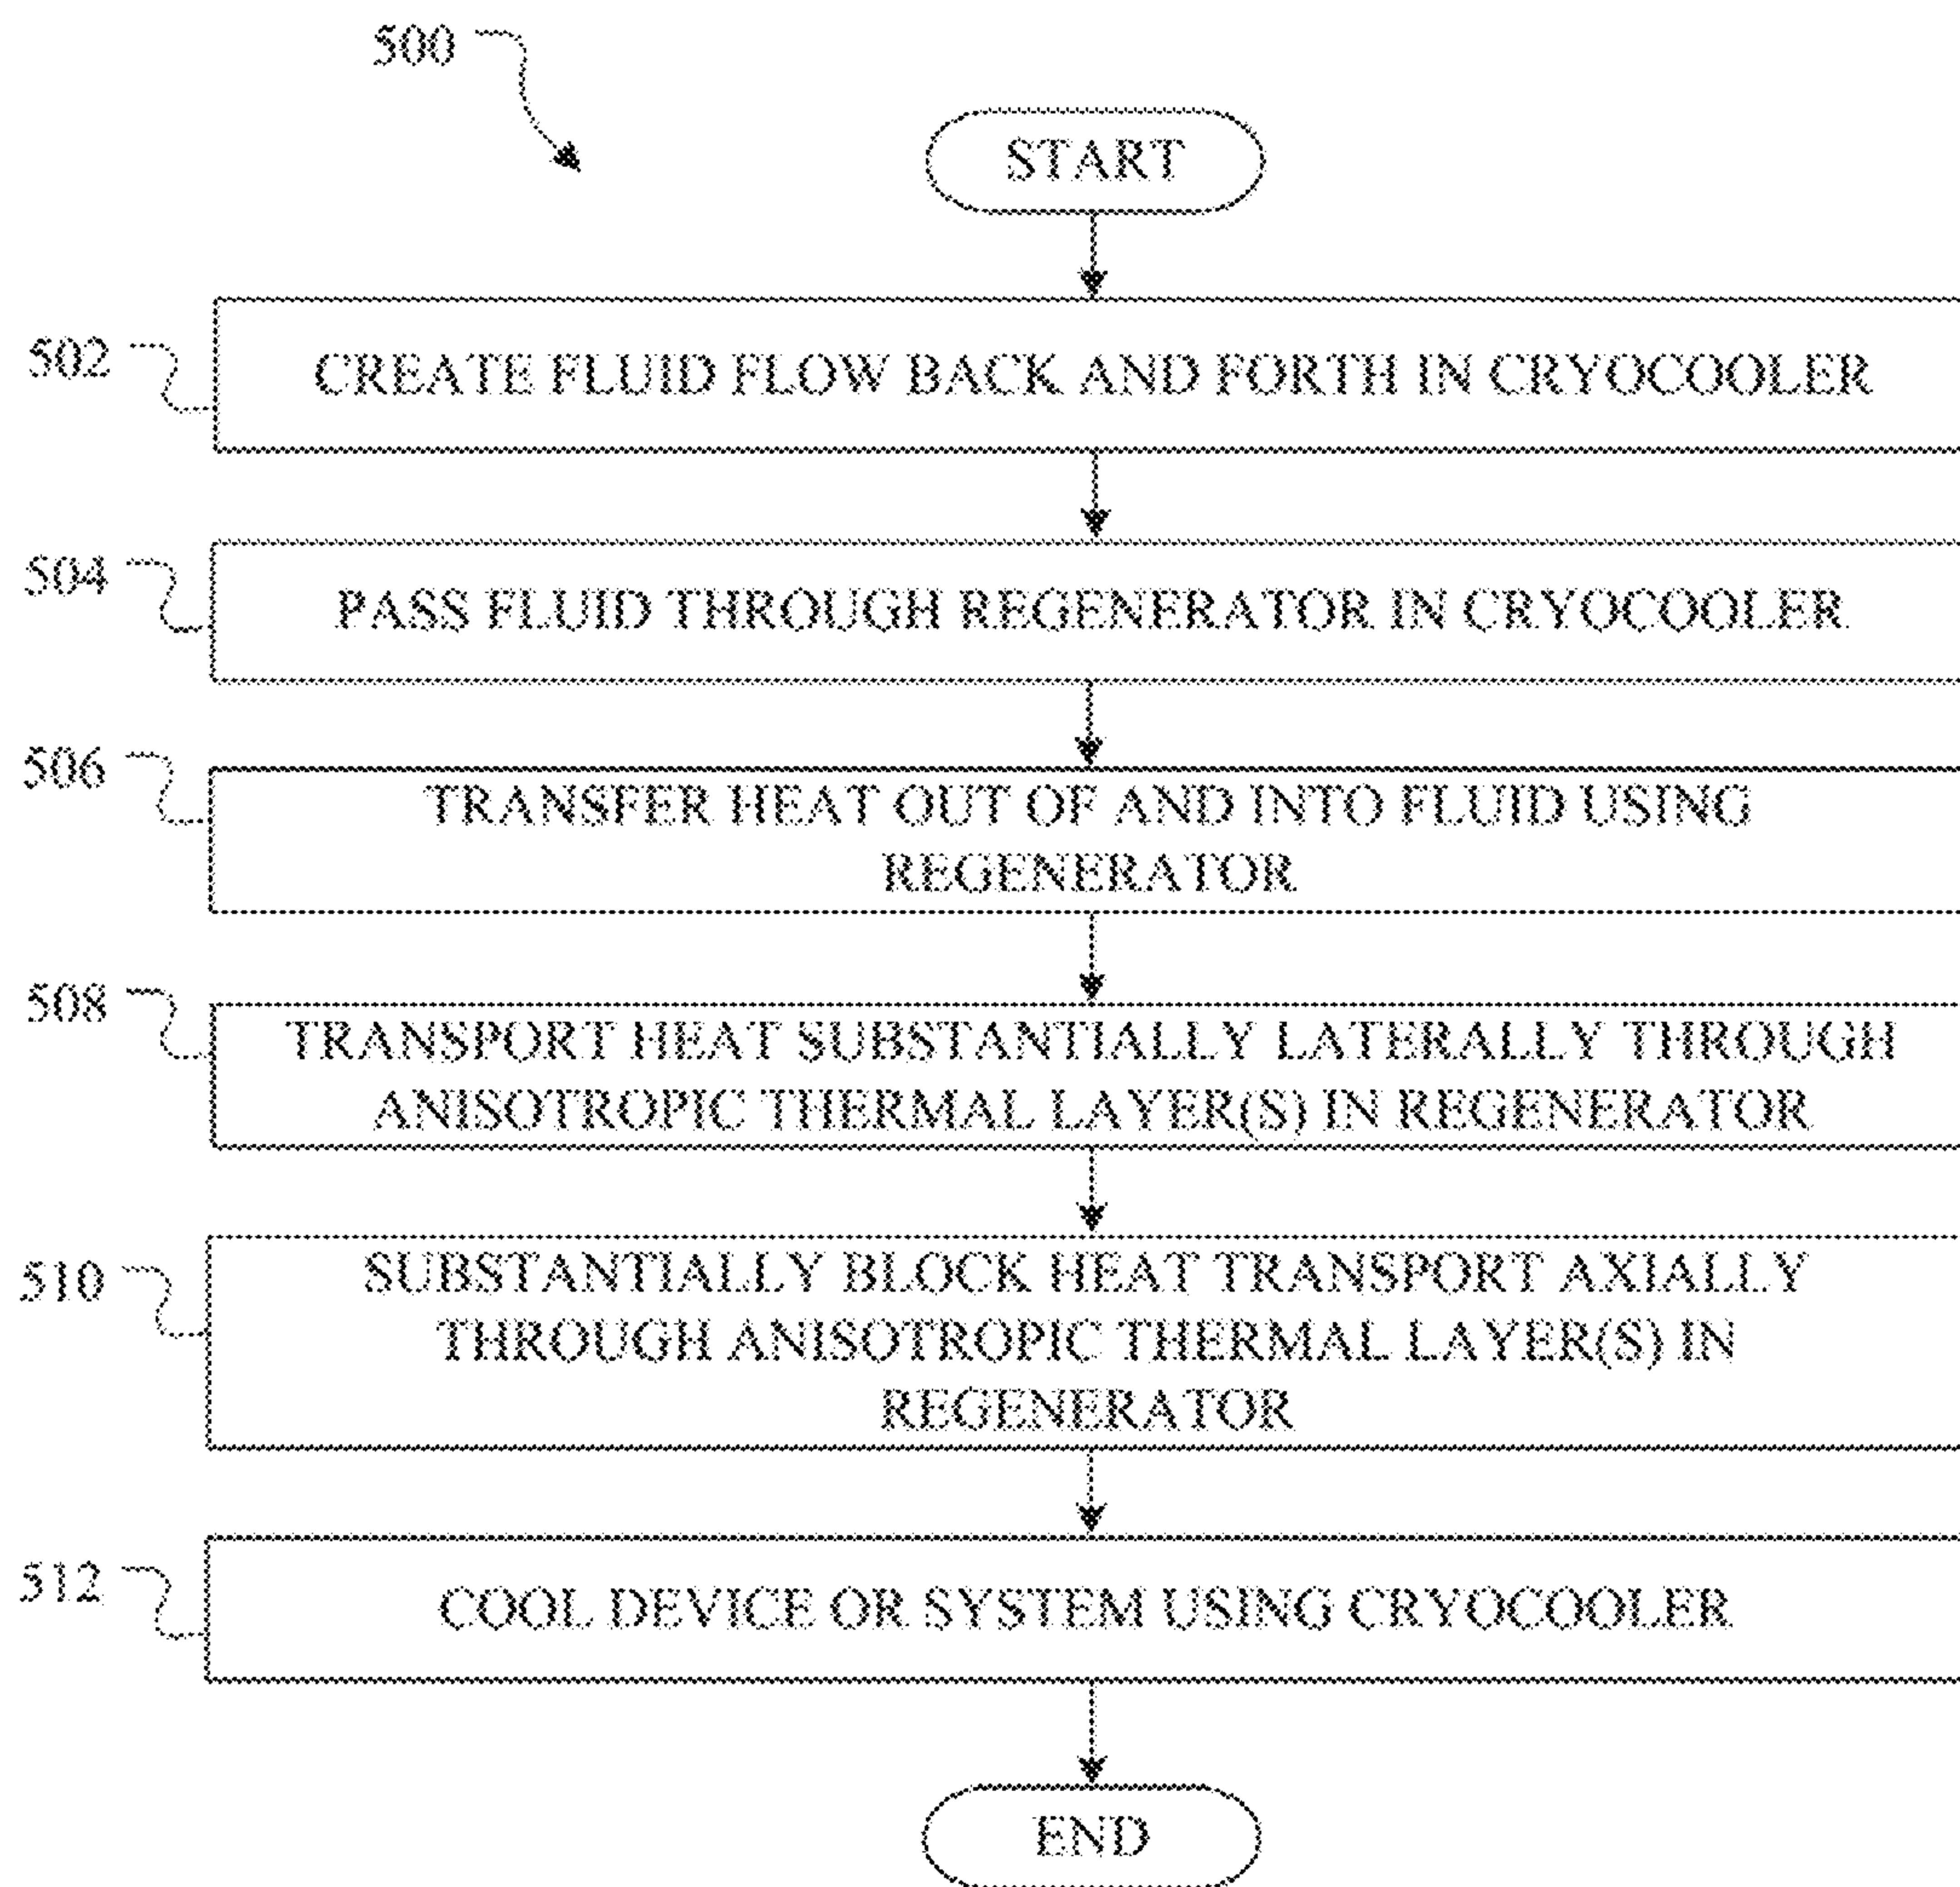 500
START
502
CREATE FLUID FLOW BACK AND FORTH IN CRYOCOOLER
504
PASS FLUID THROUGH REGENERATOR IN CRYOCOOLER
506
TRANSFER HEAT OUT OF AND INTO FLUID USING
REGENERATOR
508
TRANSPORT HEAT SUBSTANTIALLY LATERALLY THROUGH
ANISOTROPIC THERMAL LAYER(S) IN REGENERATOR
510
SUBSTANTIALLY BLOCK HEAT TRANSPORT AXIALLY
THROUGH ANISOTROPIC THERMAL LAYER(S) IN
REGENERATOR
512
COOL DEVICE OR SYSTEM USING CRYOCOOLER
END